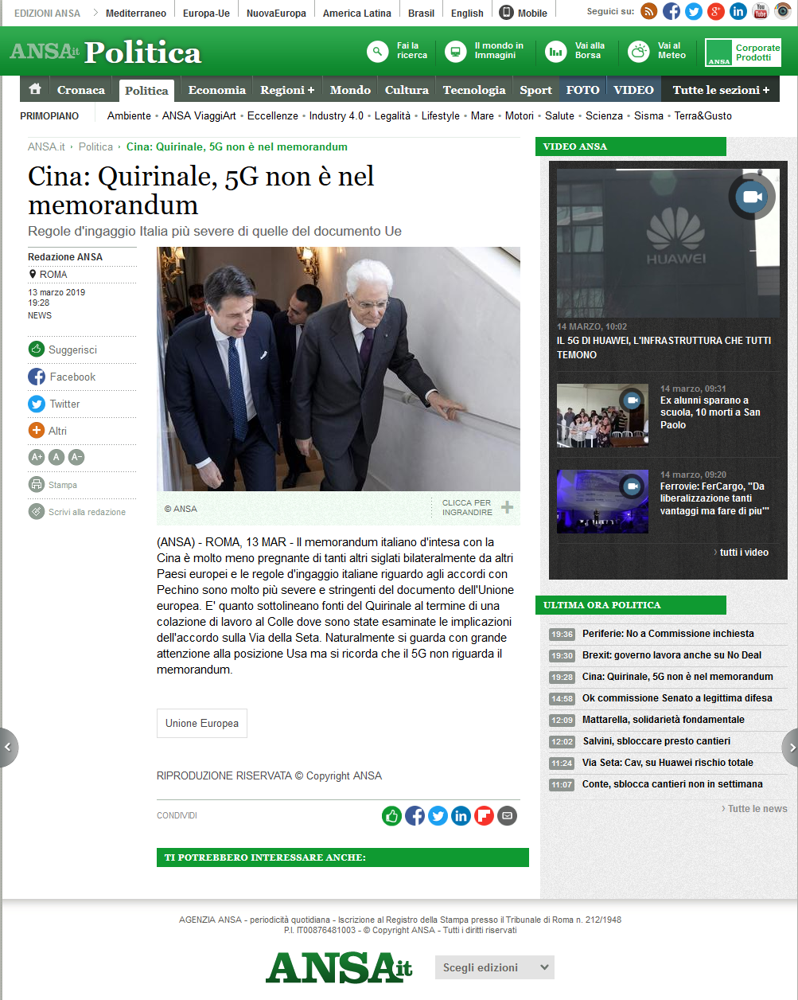 EDIZIONI ANSA
Mediterraneo
Europa-Ue
NuovaEuropa
America Latina
Brasil
English
Mobile
Seguici su:
You Tube
ANSAit Politica
Fai la
ricerca
Il mondo in
Immagini
Vai alla
Borsa
Vai al
Meteo
ANSA
Corporate
Prodotti
Cronaca
Politica
Economia
Regioni +
Mondo
Cultura
Tecnologia
Sport
FOTO
VIDEO
Tutte le sezioni +
PRIMOPIANO
Ambiente • ANSA ViaggiArt • Eccellenze • Industry 4.0 • Legalità • Lifestyle • Mare • Motori • Salute • Scienza • Sisma • Terra&Gusto
ANSA.it › Politica › Cina: Quirinale, 5G non è nel memorandum
Cina: Quirinale, 5G non è nel
memorandum
Regole d'ingaggio Italia più severe di quelle del documento Ue
Redazione ANSA
ROMA
13 marzo 2019
19:28
NEWS
Suggerisci
Facebook
Twitter
Altri
A+ A A-
Stampa
Scrivi alla redazione
© ANSA
CLICCA PER
INGRANDIRE
(ANSA) - ROMA, 13 MAR - Il memorandum italiano d'intesa con la
Cina è molto meno pregnante di tanti altri siglati bilateralmente da altri
Paesi europei e le regole d'ingaggio italiane riguardo agli accordi con
Pechino sono molto più severe e stringenti del documento dell'Unione
europea. E' quanto sottolineano fonti del Quirinale al termine di una
colazione di lavoro al Colle dove sono state esaminate le implicazioni
dell'accordo sulla Via della Seta. Naturalmente si guarda con grande
attenzione alla posizione Usa ma si ricorda che il 5G non riguarda il
memorandum.
Unione Europea
RIPRODUZIONE RISERVATA © Copyright ANSA
CONDIVIDI
TI POTREBBERO INTERESSARE ANCHE:
VIDEO ANSA
HUAWEI
14 MARZO, 10:02
IL 5G DI HUAWEI, L'INFRASTRUTTURA CHE TUTTI
TEMONO
14 marzo, 09:31
Ex alunni sparano a
scuola, 10 morti a San
Paolo
14 marzo, 09:20
Ferrovie: FerCargo, "Da
liberalizzazione tanti
vantaggi ma fare di piu'"
› tutti i video
ULTIMA ORA POLITICA
19:36 Periferie: No a Commissione inchiesta
19:30 Brexit: governo lavora anche su No Deal
19:28 Cina: Quirinale, 5G non è nel memorandum
14:58 Ok commissione Senato a legittima difesa
12:09 Mattarella, solidarietà fondamentale
12:02 Salvini, sbloccare presto cantieri
11:24 Via Seta: Cav, su Huawei rischio totale
11:07 Conte, sblocca cantieri non in settimana
› Tutte le news
AGENZIA ANSA - periodicità quotidiana - Iscrizione al Registro della Stampa presso il Tribunale di Roma n. 212/1948
P.I. IT00876481003 - © Copyright ANSA - Tutti i diritti riservati
ANSAit
Scegli edizioni